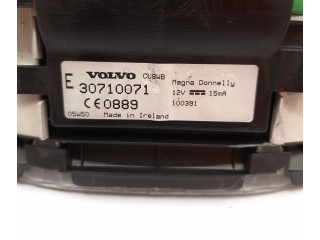 VOLVO CU8WB
E 30710071
Magna Donnelly
12V 15mA
CE0889 100391
05W50 Made in Ireland